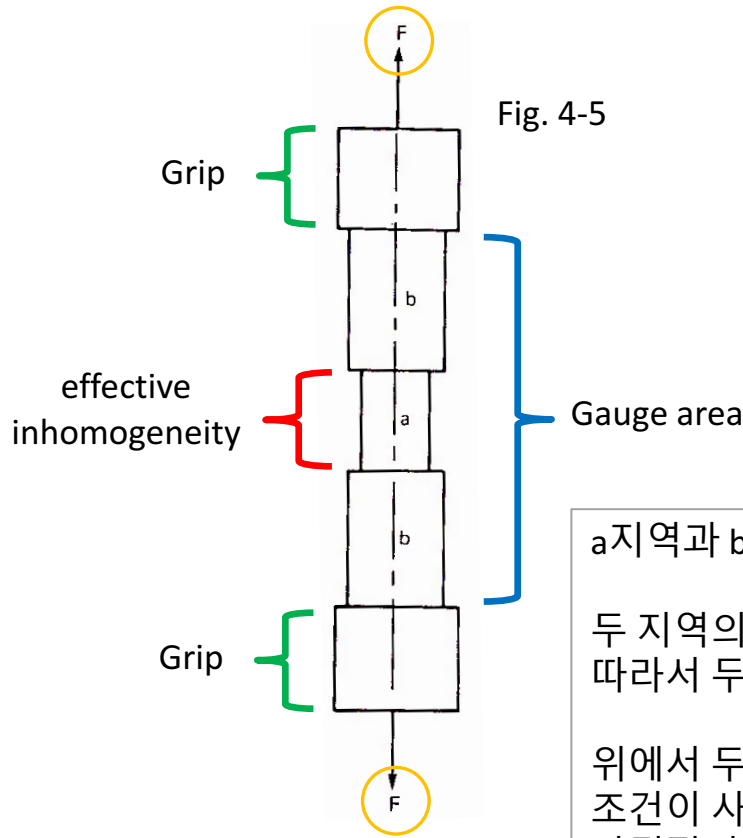 F
Fig. 4-5
Grip
b
effective
inhomogeneity
a
Gauge area
b
Grip
F
a지역과 b
두 지역의
따라서 두
위에서 두
조건이 사